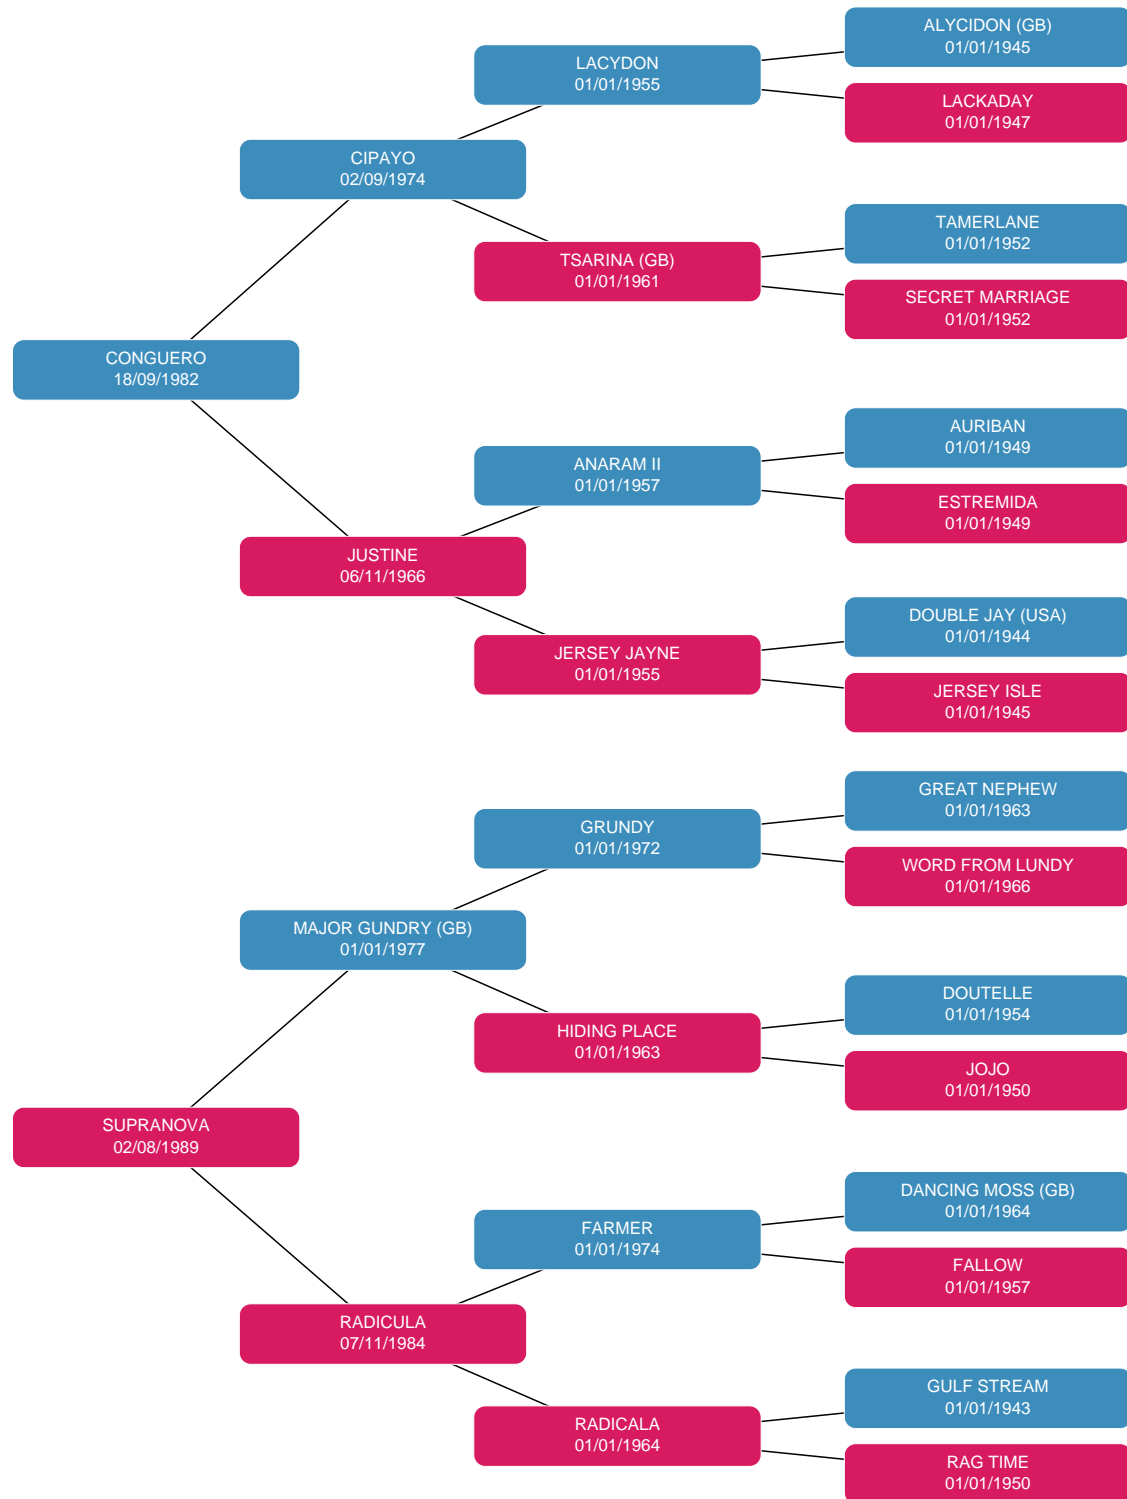 ALYCIDON (GB)
01/01/1945
LACYDON
01/01/1955
LACKADAY
01/01/1947
CIPAYO
02/09/1974
TAMERLANE
01/01/1952
TSARINA (GB)
01/01/1961
SECRET MARRIAGE
01/01/1952
CONGUERO
18/09/1982
AURIBAN
01/01/1949
ANARAM II
01/01/1957
ESTREMIDA
01/01/1949
JUSTINE
06/11/1966
DOUBLE JAY (USA)
01/01/1944
JERSEY JAYNE
01/01/1955
JERSEY ISLE
01/01/1945
GREAT NEPHEW
01/01/1963
GRUNDY
01/01/1972
WORD FROM LUNDY
01/01/1966
MAJOR GUNDRY (GB)
01/01/1977
DOUTELLE
01/01/1954
HIDING PLACE
01/01/1963
JOJO
01/01/1950
SUPRANOVA
02/08/1989
DANCING MOSS (GB)
01/01/1964
FARMER
01/01/1974
FALLOW
01/01/1957
RADICULA
07/11/1984
GULF STREAM
01/01/1943
RADICALA
01/01/1964
RAG TIME
01/01/1950